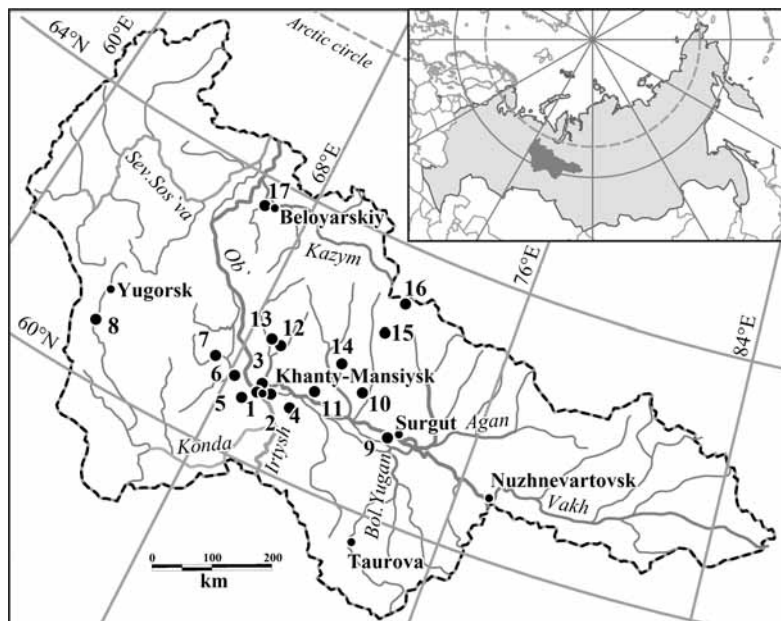 64°N
60°E
Arctic circle
Sev.Sos`va
68°E
17
Beloyarskiy
Kazym
Ob`
76°E
Yugorsk
16
8
60°N
13
12
15
84°E
7
14
3
6
Khanty-Mansiysk
5
1
2
4
11
10
Surgut
Agan
9
Konda
Irtysh
Bol.Yugan
Nuzhnevartovsk
Vakh
Taurova
0 100 200
km